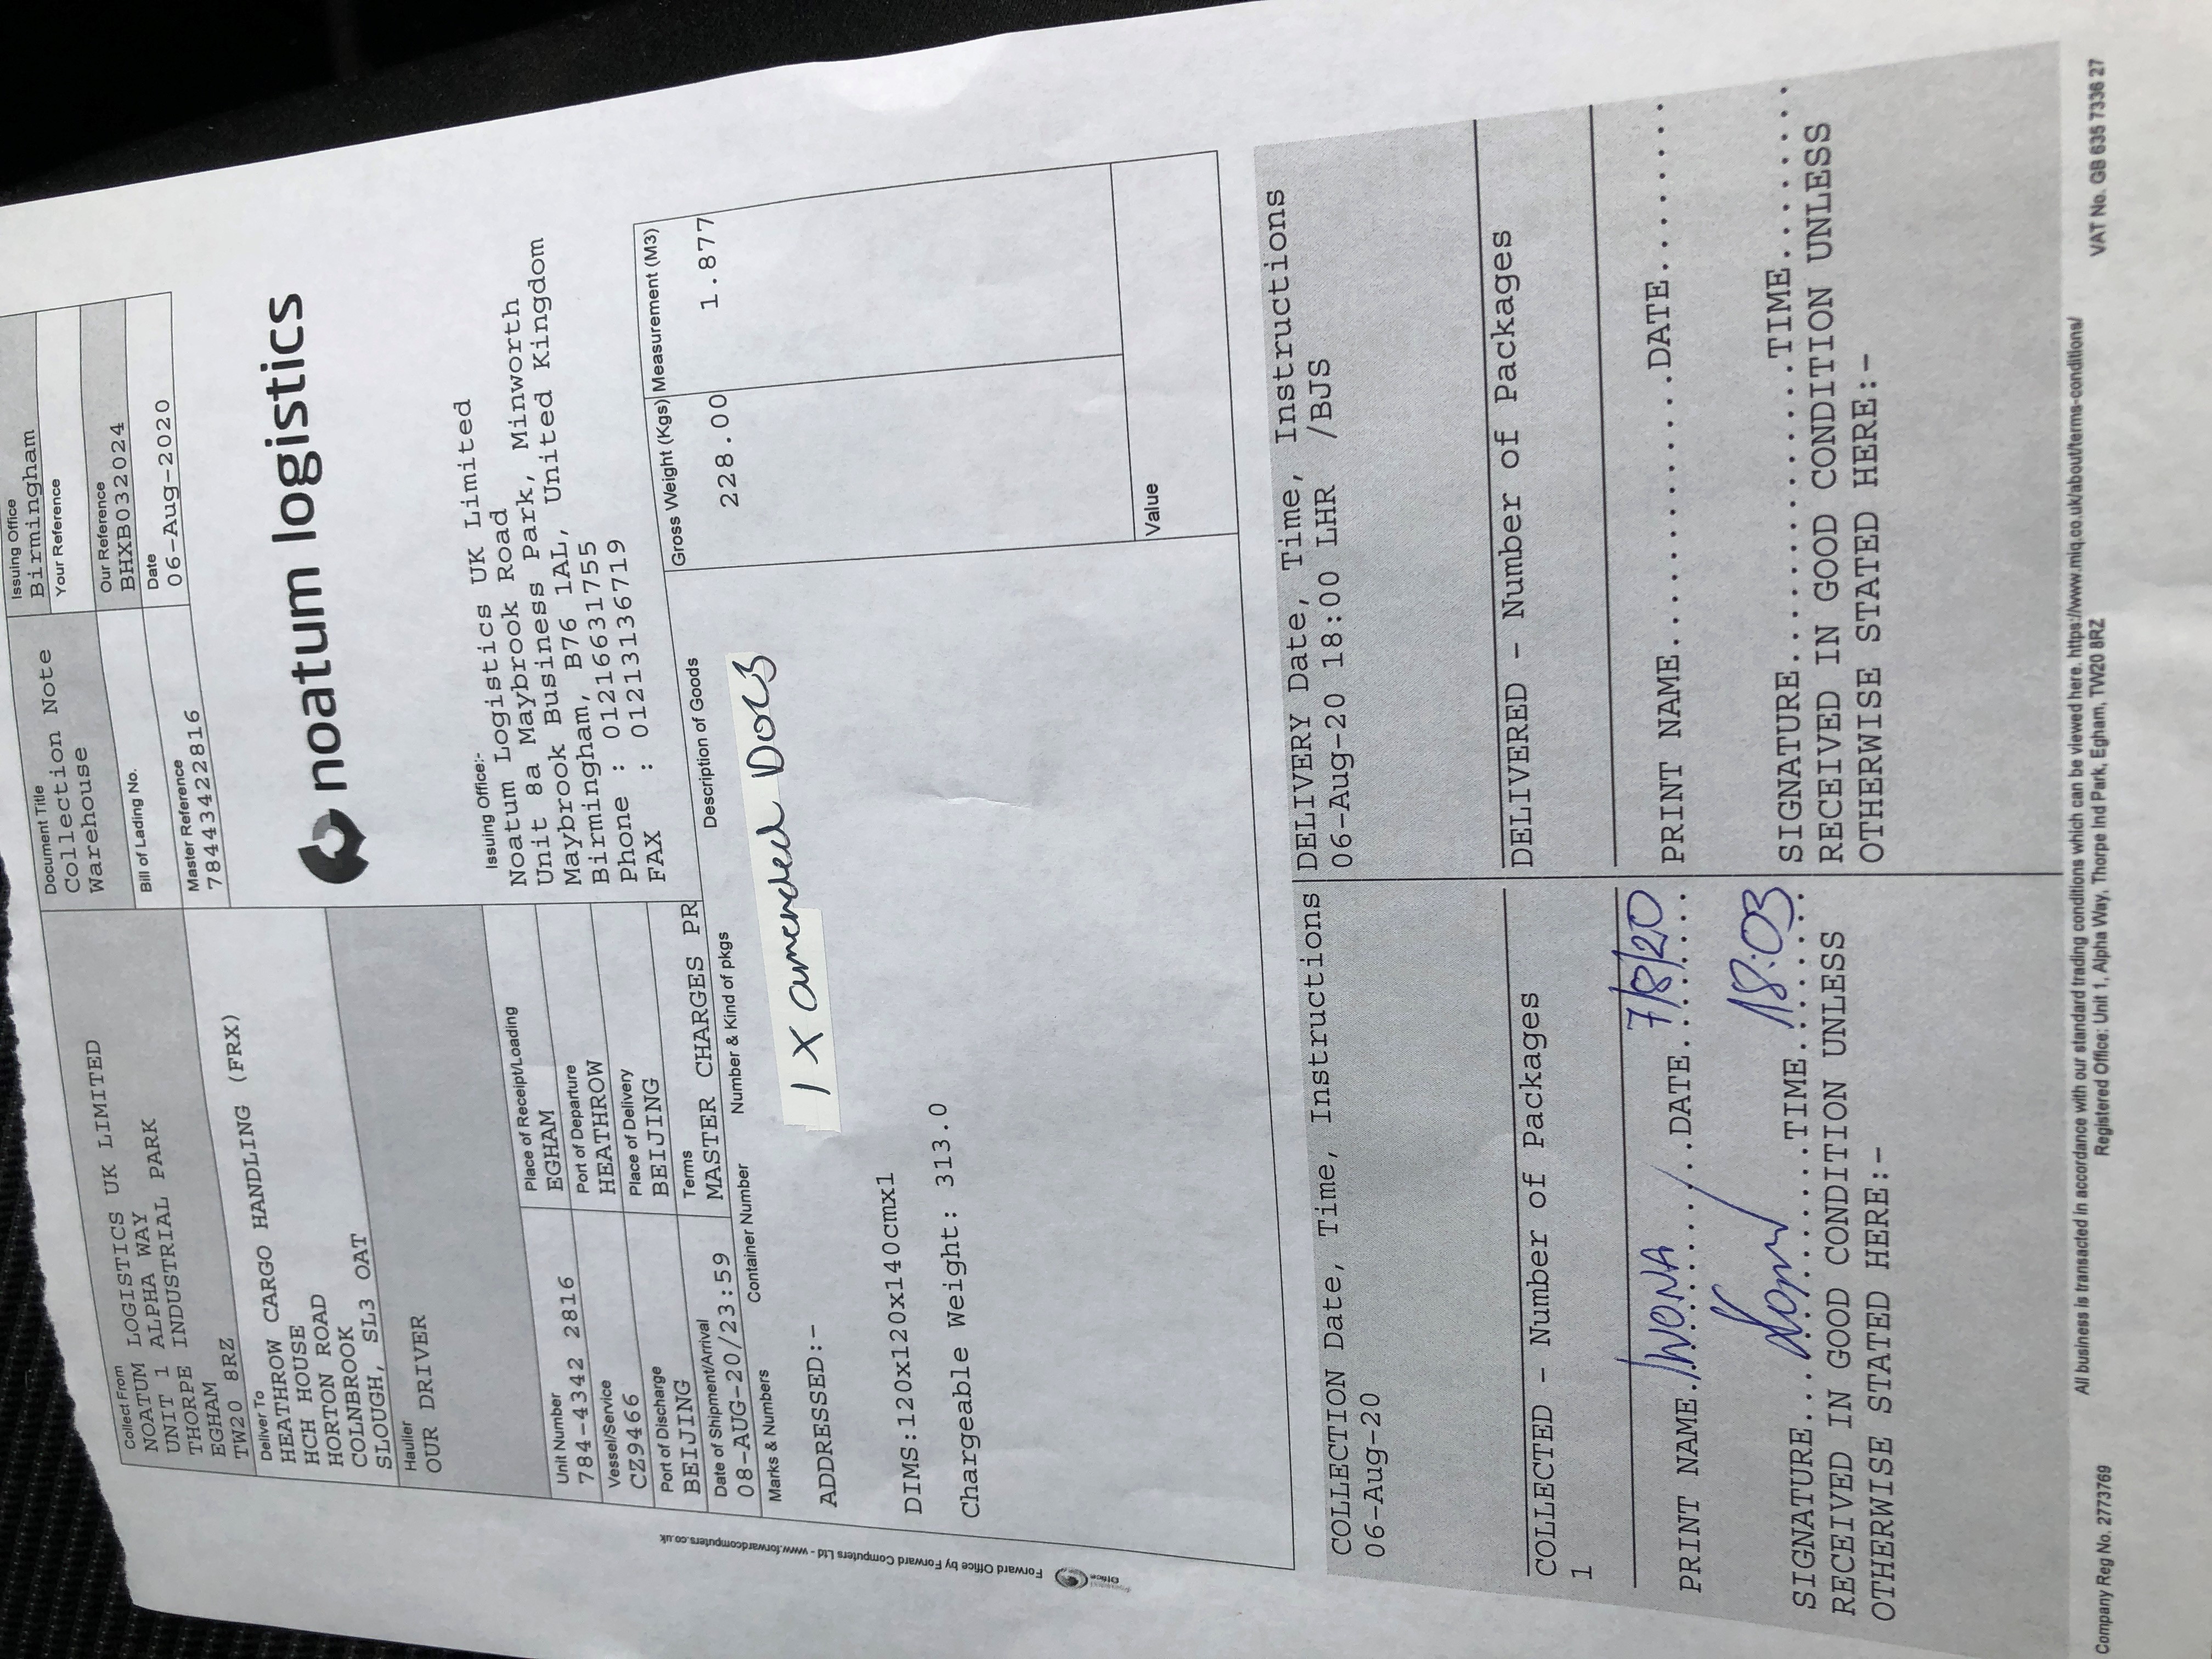 Collect From
NOATUM LOGISTICS UK LIMITED
UNIT 1 ALPHA WAY
THORPE INDUSTRIAL PARK
EGHAM
TW20 8RZ
Document Title
Collection Note
Warehouse
Issuing Office
Birmingham
Your Reference
Bill of Lading No.
Our Reference
BHXB032024
Date
06-Aug-2020
Master Reference
78443422816
Deliver To
HEATHROW CARGO HANDLING (FRX)
HCH HOUSE
HORTON ROAD
COLNBROOK
SLOUGH, SL3 OAT
noatum logistics
Haulier
OUR DRIVER
Issuing Office:-
Noatum Logistics UK Limited
Noatum Logistics
Unit 8a Maybrook Road
Maybrook Business Park, Minworth
Birmingham, B76 1AL, United Kingdom
Phone : 01216631755
FAX : 01213136719
Place of Receipt/Loading
EGHAM
Unit Number
784-4342 2816
Port of Departure
HEATHROW
Vessel/Service
CZ9466
Place of Delivery
BEIJING
Port of Discharge
BEIJING
Terms
MASTER CHARGES PR
Date of Shipment/Arrival
08-AUG-20/23:59
Marks & Numbers
Container Number
Number & Kind of pkgs
Description of Goods
Gross Weight (Kgs)
Measurement (M3)
228.00
1.877
1 X amended DOCS
ADDRESSED:-
DIMS:120x120x140cmx1
Chargeable Weight: 313.0
Value
Forward Office by Forward Computers Ltd - www.forwardcomputers.co.uk
COLLECTION Date, Time, Instructions
06-Aug-20
DELIVERY Date, Time, Instructions
06-Aug-20 18:00 LHR /BJS
COLLECTED - Number of Packages
1
DELIVERED - Number of Packages
PRINT NAME. IWONA ...DATE. 7/8/20
SIGNATURE..........TIME. 18:03
RECEIVED IN GOOD CONDITION UNLESS
OTHERWISE STATED HERE:-
PRINT NAME..............DATE.......
SIGNATURE..............TIME.......
RECEIVED IN GOOD CONDITION UNLESS
OTHERWISE STATED HERE:-
Company Reg No. 2773769
All business is transacted in accordance with our standard trading conditions which can be viewed here. https://www.miq.co.uk/about/terms-conditions/
Registered Office: Unit 1, Alpha Way, Thorpe Ind Park, Egham, TW20 8RZ
VAT No. GB 635 7336 27